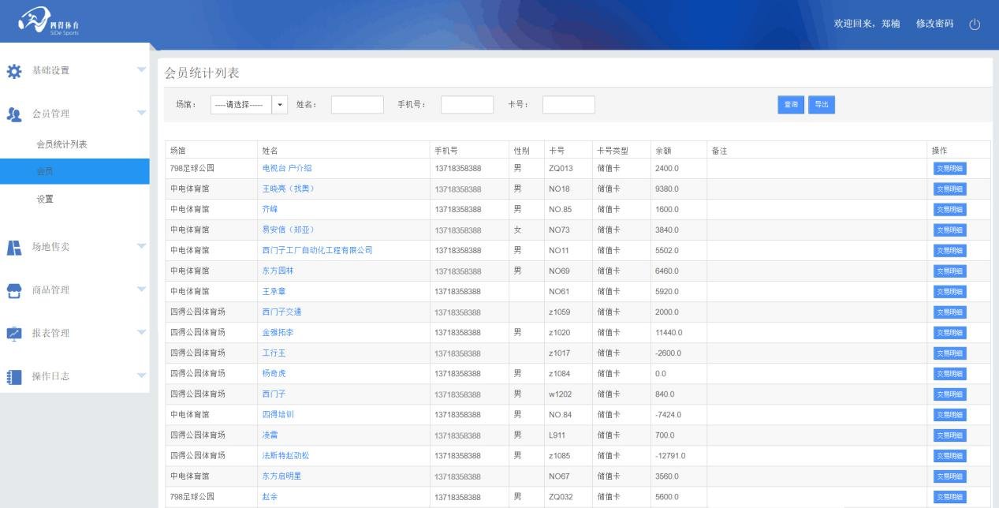 四得体育
SiDe Sports
欢迎回来，郑楠 修改密码
基础设置
会员管理
会员统计列表
会员
设置
场地售卖
商品管理
报表管理
操作日志
会员统计列表
场馆： ----请选择----- 姓名： 手机号： 卡号： 查询 导出
场馆 姓名 手机号 性别 卡号 卡号类型 余额 备注 操作
798足球公园 电视台 户介绍 13718358388 男 ZQ013 储值卡 2400.0 交易明细
中电体育馆 王晓亮（找奥） 13718358388 男 NO18 储值卡 9380.0 交易明细
中电体育馆 齐峰 13718358388 男 NO.85 储值卡 1600.0 交易明细
中电体育馆 易安信（郑亚） 13718358388 女 NO73 储值卡 3840.0 交易明细
中电体育馆 西门子工厂自动化工程有限公司 13718358388 男 NO11 储值卡 5502.0 交易明细
中电体育馆 东方园林 13718358388 男 NO69 储值卡 6460.0 交易明细
中电体育馆 王承章 13718358388 NO61 储值卡 5920.0 交易明细
四得公园体育场 西门子交通 13718358388 z1059 储值卡 2000.0 交易明细
四得公园体育场 金雅拓李 13718358388 男 z1020 储值卡 11440.0 交易明细
四得公园体育场 工行王 13718358388 z1017 储值卡 -2600.0 交易明细
四得公园体育场 杨奇虎 13718358388 男 z1084 储值卡 0.0 交易明细
四得公园体育场 西门子 13718358388 男 w1202 储值卡 840.0 交易明细
中电体育馆 四得培训 13718358388 男 NO.84 储值卡 -7424.0 交易明细
四得公园体育场 凌雷 13718358388 男 L911 储值卡 700.0 交易明细
四得公园体育场 法斯特赵劲松 13718358388 男 z1085 储值卡 -12791.0 交易明细
中电体育馆 东方启明星 13718358388 NO67 储值卡 3560.0 交易明细
798足球公园 赵余 13718358388 男 ZQ032 储值卡 5600.0 交易明细